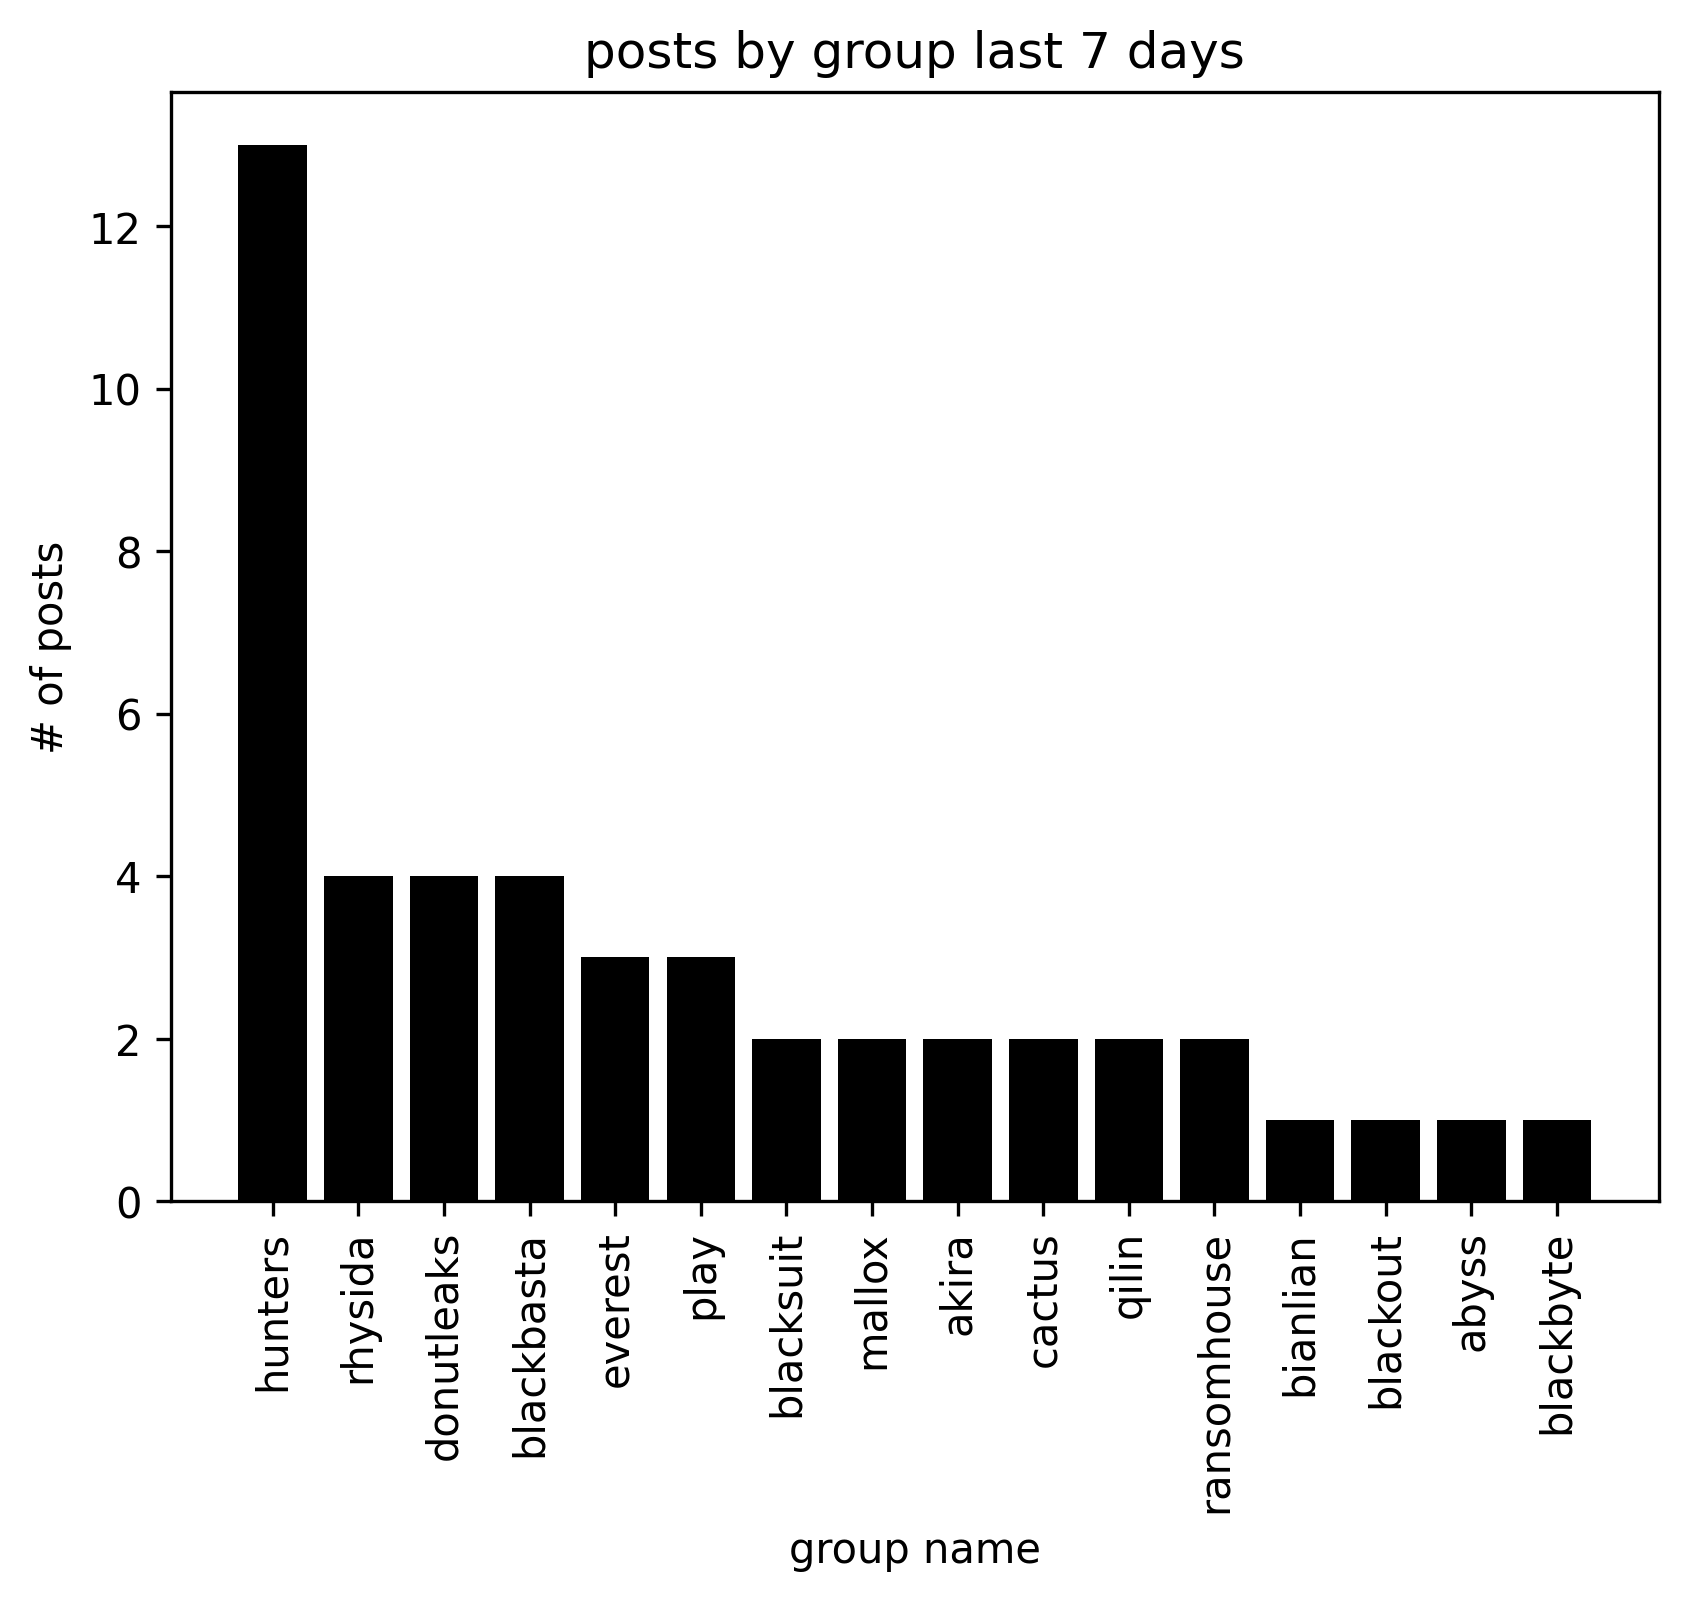 posts by group last 7 days
# of posts
12
10
8
6
4
2
0
hunters
rhysida
donutleaks
blackbasta
everest
play
blacksuit
mallox
akira
cactus
qilin
ransomhouse
bianlian
blackout
abyss
blackbyte
group name